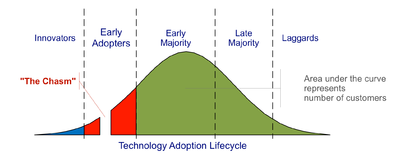 Innovators
Early
Adopters
Early
Majority
Late
Majority
Laggards
"The Chasm"
Area under the curve
represents
number of customers
Technology Adoption Lifecycle